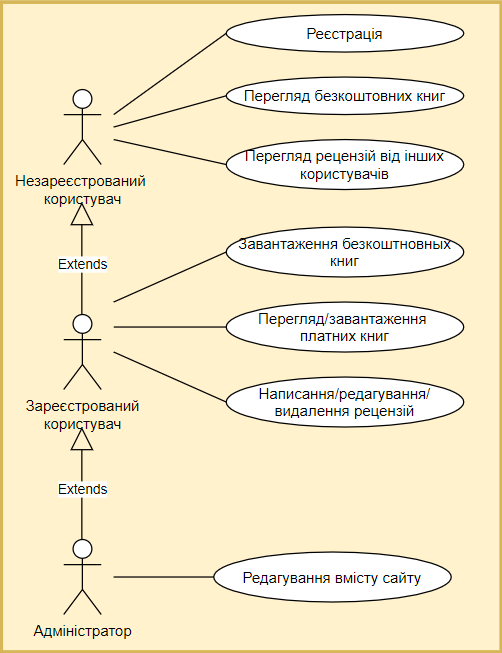 Реєстрація
Перегляд безкоштовних книг
Перегляд рецензій від інших
користувачів
Незареєстрований
користувач
Завантаження безкоштновных
книг
Extends
Перегляд/завантаження
платних книг
Написання/редагування/
видалення рецензій
Зареєстрований
користувач
Extends
Редагування вмісту сайту
Адміністратор